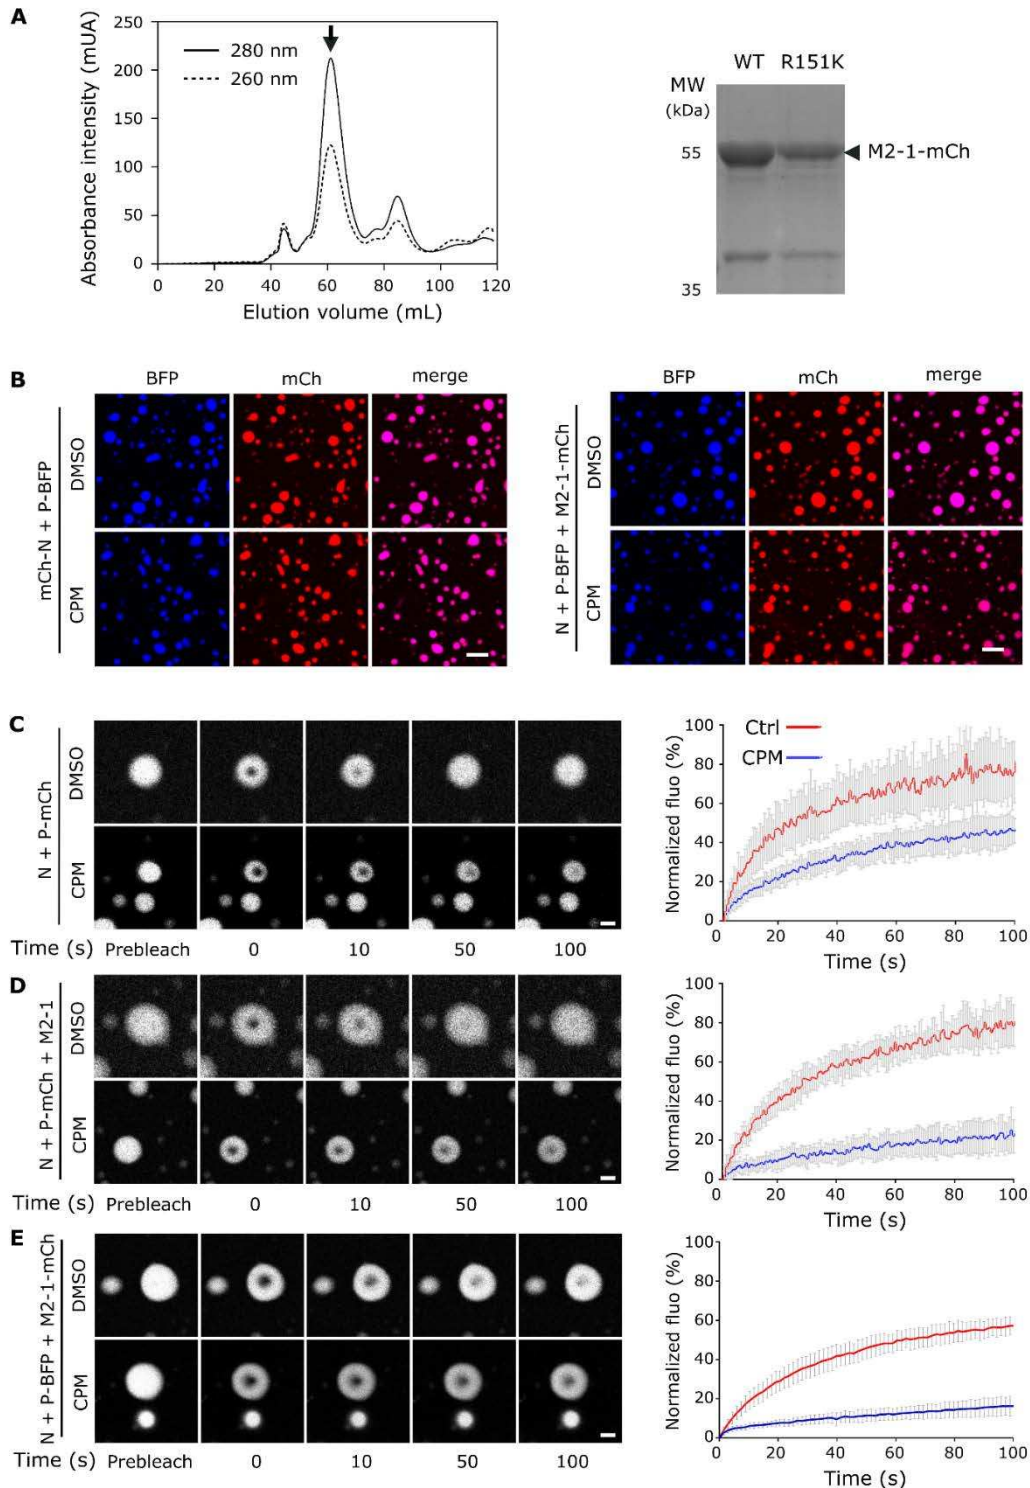 A
Absorbance intensity (mUA)
250
200
150
100
50
0
280 nm
260 nm
0 20 40 60 80 100 120
Elution volume (mL)
WT R151K
MW
(kDa)
55
M2-1-mCh
35
B
BFP mCh merge
mCh-N + P-BFP
DMSO
CPM
BFP mCh merge
N + P-BFP + M2-1-mCh
DMSO
CPM
C
N + P-mCh
DMSO
CPM
Time (s) Prebleach 0 10 50 100
Normalized fluo (%)
100
80
60
40
20
0
Ctrl
CPM
20 40 60 80 100
Time (s)
D
N + P-mCh + M2-1
DMSO
CPM
Time (s) Prebleach 0 10 50 100
Normalized fluo (%)
100
80
60
40
20
0
0 20 40 60 80 100
Time (s)
E
N + P-BFP + M2-1-mCh
DMSO
CPM
Time (s) Prebleach 0 10 50 100
Normalized fluo (%)
100
80
60
40
20
0
0 20 40 60 80 100
Time (s)